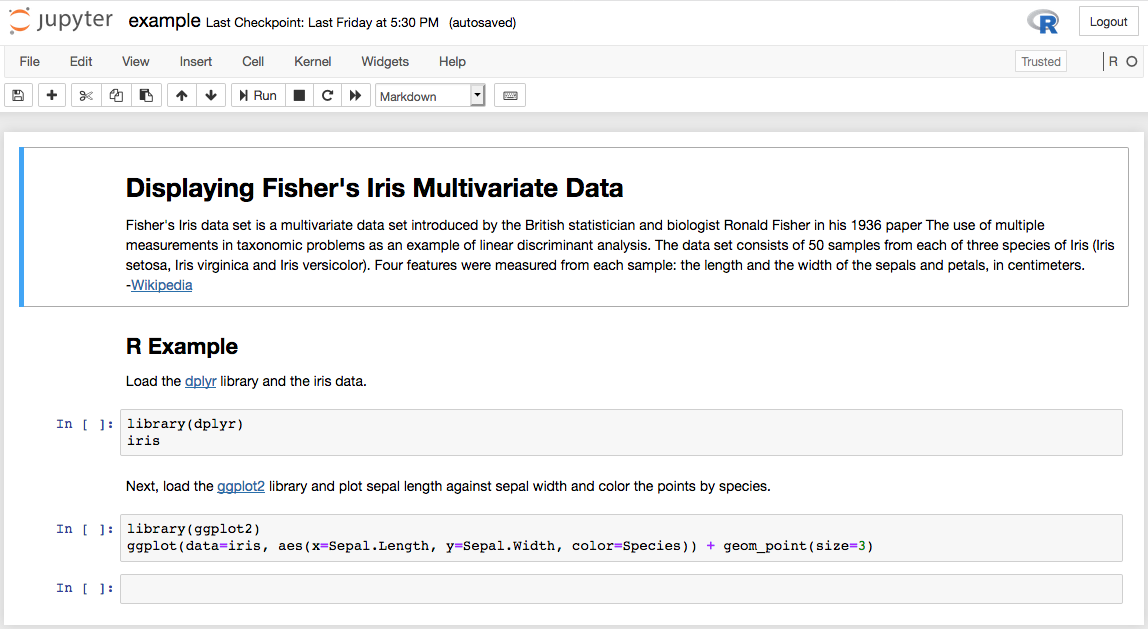 jupyter example Last Checkpoint: Last Friday at 5:30 PM (autosaved) R Logout
File Edit View Insert Cell Kernel Widgets Help Trusted R
Run Markdown
Displaying Fisher's Iris Multivariate Data
Fisher's Iris data set is a multivariate data set introduced by the British statistician and biologist Ronald Fisher in his 1936 paper The use of multiple
measurements in taxonomic problems as an example of linear discriminant analysis. The data set consists of 50 samples from each of three species of Iris (Iris
setosa, Iris virginica and Iris versicolor). Four features were measured from each sample: the length and the width of the sepals and petals, in centimeters.
-Wikipedia
R Example
Load the dplyr library and the iris data.
In [ ]: library(dplyr)
iris
Next, load the ggplot2 library and plot sepal length against sepal width and color the points by species.
In [ ]: library(ggplot2)
ggplot(data=iris, aes(x=Sepal.Length, y=Sepal.Width, color=Species)) + geom_point(size=3)
In [ ]: